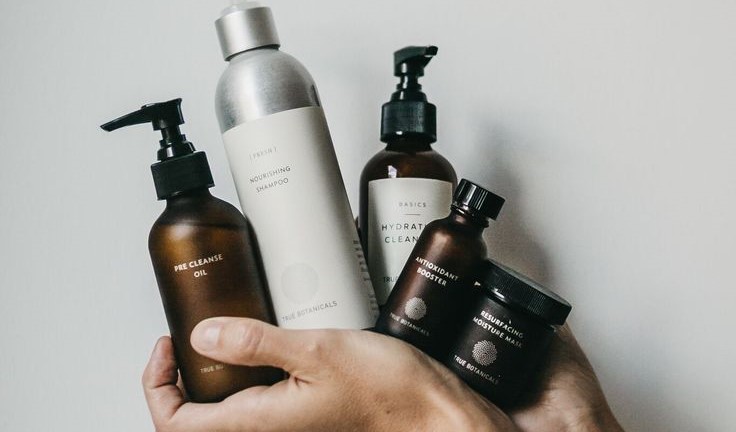 PRE CLEANSE
OIL
TRUE
[ FRESH ]
NOURISHING
SHAMPOO
TRUE BOTANICALS
BASICS
HYDRATI
CLEAN
ANTIOXIDANT
BOOSTER
TRUE BOTANICALS
RESURFACING
MOISTURE MASK
TRUE BOTANICALS